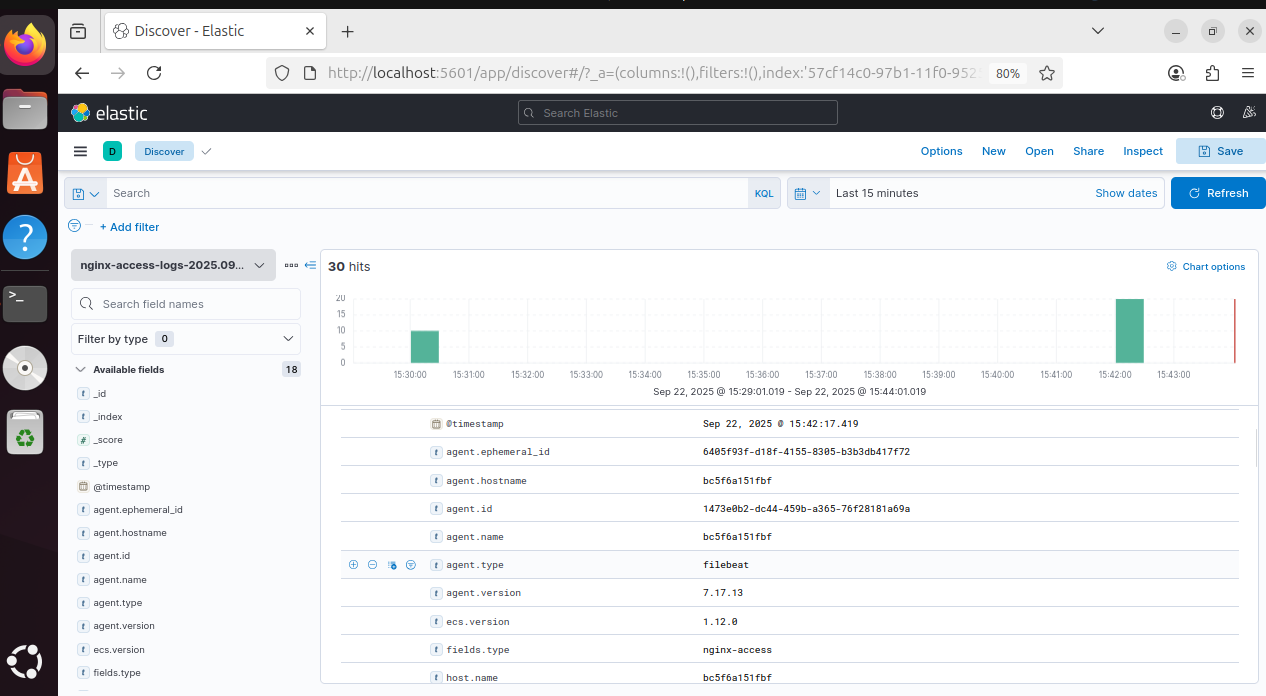 Discover - Elastic
http://localhost:5601/app/discover#/?_a=(columns:!(),filters:!(),index:'57cf14c0-97b1-11f0-952
80%
elastic
Search Elastic
D
Discover
Options
New
Open
Share
Inspect
Save
Search
KQL
Last 15 minutes
Show dates
Refresh
+ Add filter
nginx-access-logs-2025.09...
30 hits
Chart options
Search field names
Filter by type 0
Available fields 18
t _id
t _index
# _score
t _type
@timestamp
t agent.ephemeral_id
t agent.hostname
t agent.id
t agent.name
t agent.type
t agent.version
t ecs.version
t fields.type
20
15
10
5
0
15:30:00 15:31:00 15:32:00 15:33:00 15:34:00 15:35:00 15:36:00 15:37:00 15:38:00 15:39:00 15:40:00 15:41:00 15:42:00 15:43:00
Sep 22, 2025 @ 15:29:01.019 - Sep 22, 2025 @ 15:44:01.019
@timestamp Sep 22, 2025 @ 15:42:17.419
t agent.ephemeral_id 6405f93f-d18f-4155-8305-b3b3db417f72
t agent.hostname bc5f6a151fbf
t agent.id 1473e0b2-dc44-459b-a365-76f28181a69a
t agent.name bc5f6a151fbf
t agent.type filebeat
t agent.version 7.17.13
t ecs.version 1.12.0
t fields.type nginx-access
t host.name bc5f6a151fbf